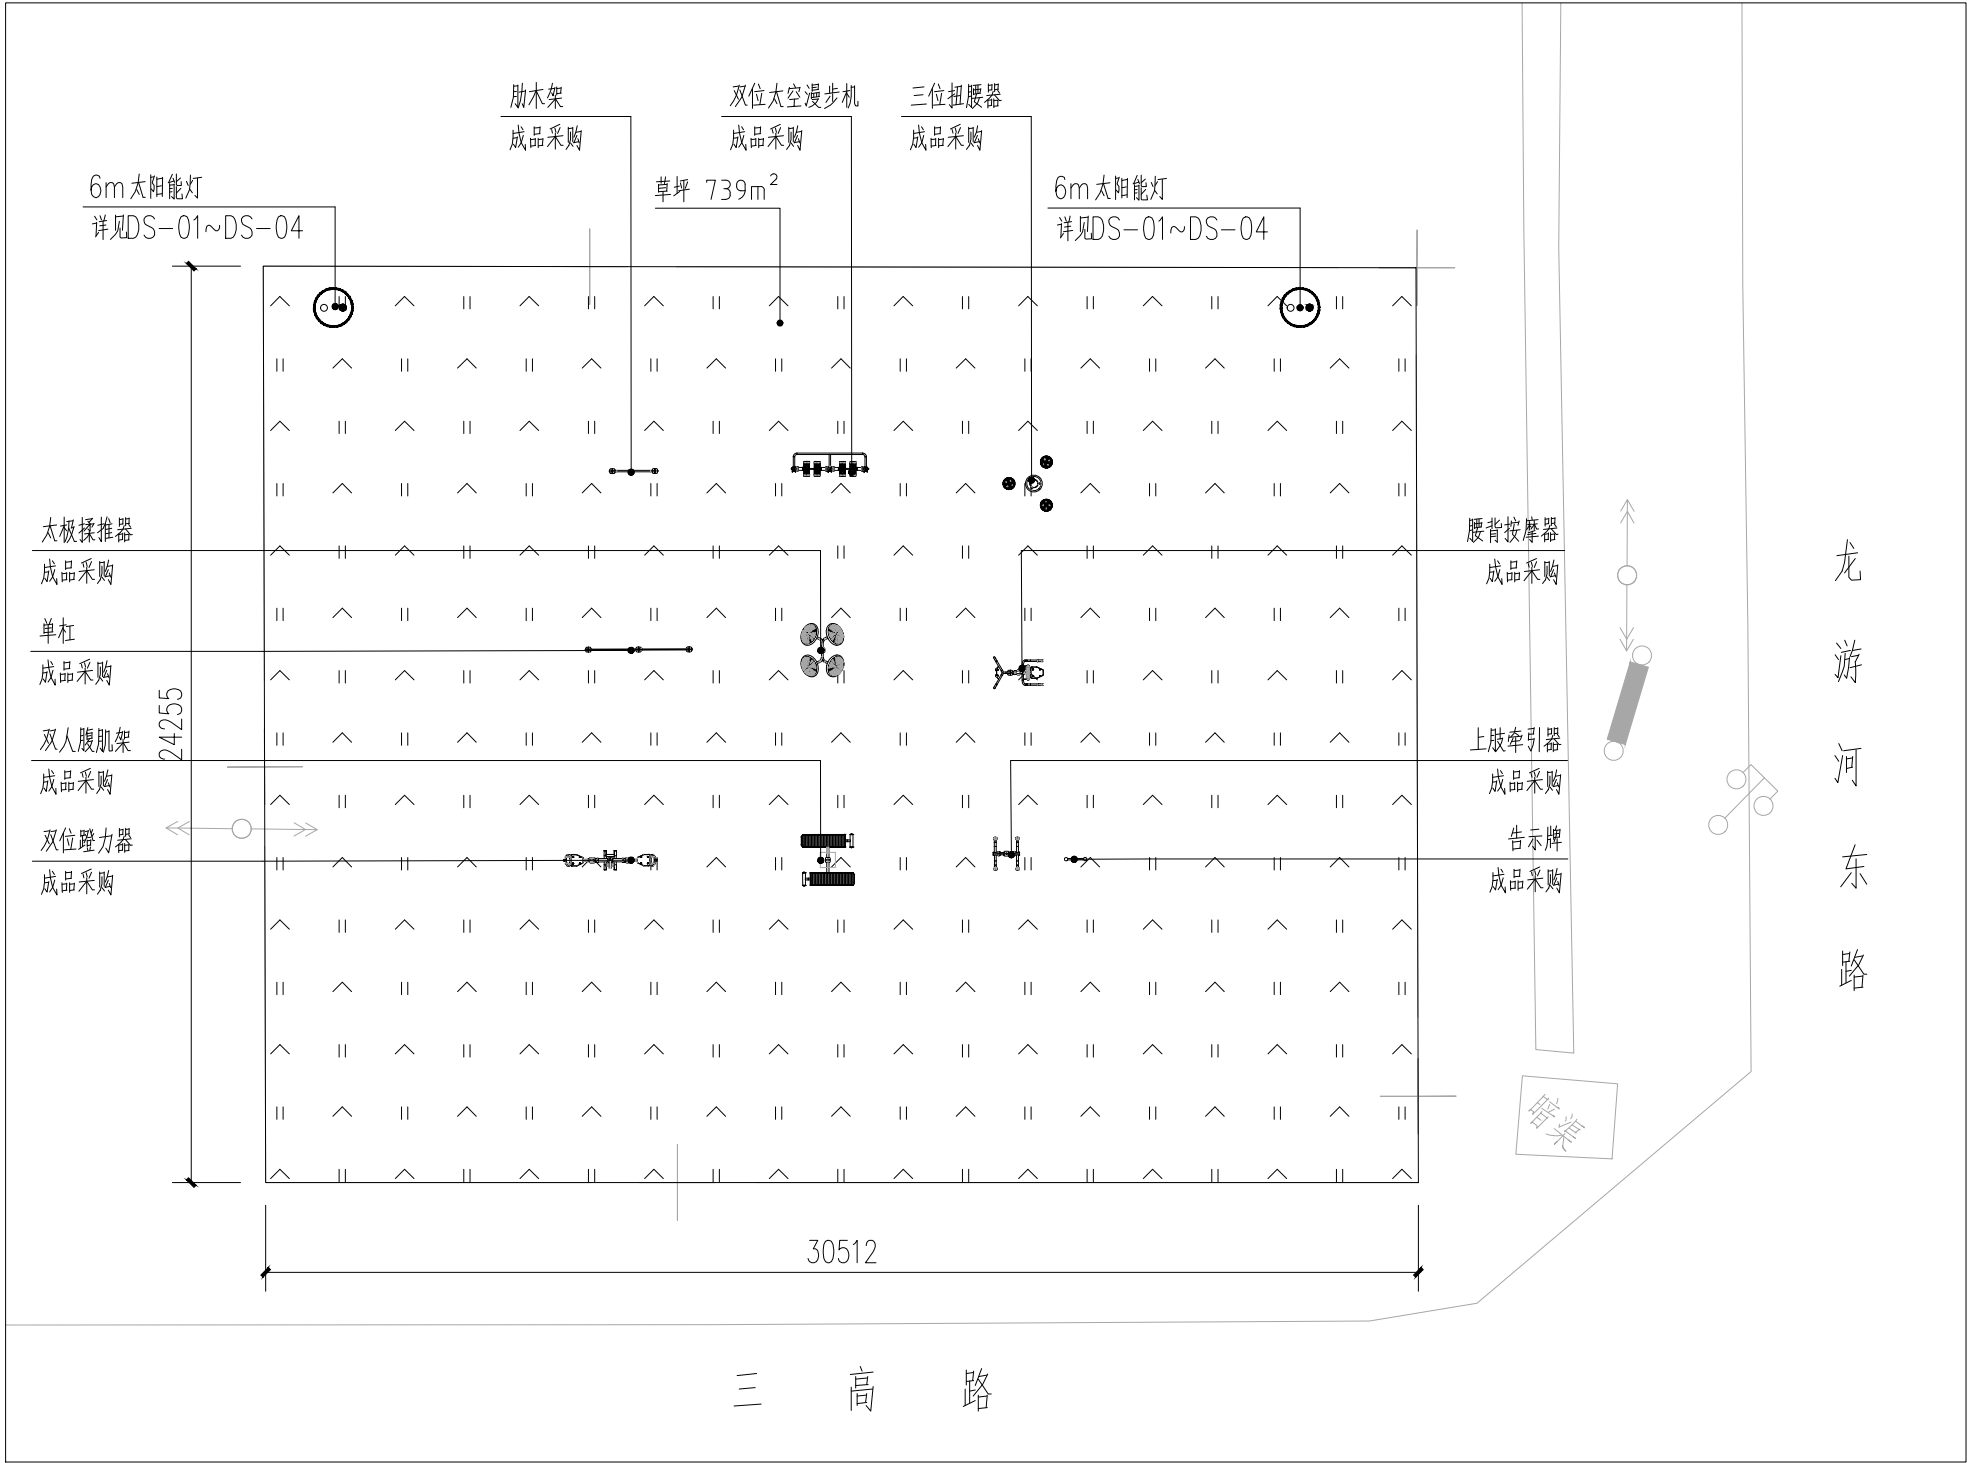 肋木架
成品采购
双位太空漫步机
成品采购
三位扭腰器
成品采购
6m太阳能灯
详见DS-01~DS-04
草坪 739m²
6m太阳能灯
详见DS-01~DS-04
太极揉推器
成品采购
腰背按摩器
成品采购
单杠
成品采购
24255
双人腹肌架
成品采购
上肢牵引器
成品采购
双位蹬力器
成品采购
告示牌
成品采购
龙游河东路
暗渠
30512
三高路